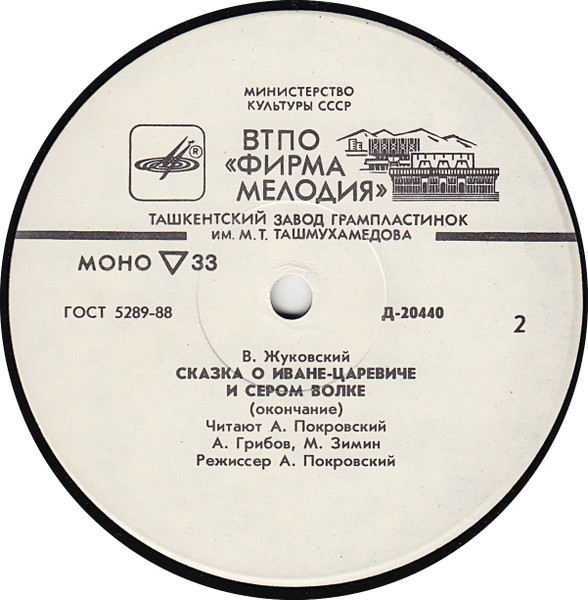 МИНИСТЕРСТВО
КУЛЬТУРЫ СССР
ВТПО
«ФИРМА
МЕЛОДИЯ»
®
ТАШКЕНТСКИЙ ЗАВОД ГРАМПЛАСТИНОК
ИМ. М. Т. ТАШМУХАМЕДОВА
МОНО 33
ГОСТ 5289-88
Д-20440
2
В. Жуковский
СКАЗКА О ИВАНЕ-ЦАРЕВИЧЕ
И СЕРОМ ВОЛКЕ
(окончание)
Читают А. Покровский
А. Грибов, М. Зимин
Режиссер А. Покровский